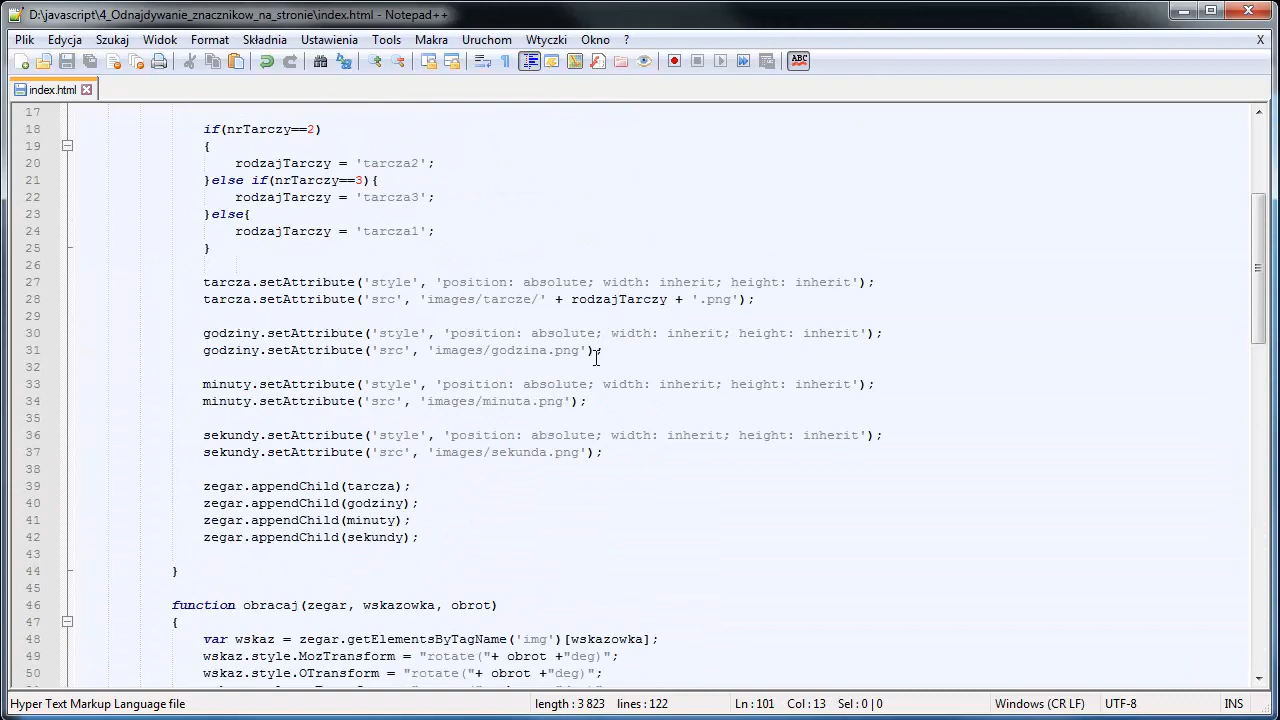 D:\javascript\4_Odnajdywanie_znacznikow_na_stronie\index.html - Notepad++
Plik Edycja Szukaj Widok Format Składnia Ustawienia Tools Makra Uruchom Wtyczki Okno ? X
ABC
index.html
17
18 if(nrTarczy==2)
19 {
20 rodzajTarczy = 'tarcza2';
21 }else if(nrTarczy==3){
22 rodzajTarczy = 'tarcza3';
23 }else{
24 rodzajTarczy = 'tarcza1';
25 }
26
27 tarcza.setAttribute('style', 'position: absolute; width: inherit; height: inherit');
28 tarcza.setAttribute('src', 'images/tarcze/' + rodzajTarczy + '.png');
29
30 godziny.setAttribute('style', 'position: absolute; width: inherit; height: inherit');
31 godziny.setAttribute('src', 'images/godzina.png');
32
33 minuty.setAttribute('style', 'position: absolute; width: inherit; height: inherit');
34 minuty.setAttribute('src', 'images/minuta.png');
35
36 sekundy.setAttribute('style', 'position: absolute; width: inherit; height: inherit');
37 sekundy.setAttribute('src', 'images/sekunda.png');
38
39 zegar.appendChild(tarcza);
40 zegar.appendChild(godziny);
41 zegar.appendChild(minuty);
42 zegar.appendChild(sekundy);
43
44 }
45
46 function obracaj(zegar, wskazowka, obrot)
47 {
48 var wskaz = zegar.getElementsByTagName('img')[wskazowka];
49 wskaz.style.MozTransform = "rotate("+ obrot +"deg)";
50 wskaz.style.OTransform = "rotate("+ obrot +"deg)";
Hyper Text Markup Language file length : 3 823 lines : 122 Ln : 101 Col : 13 Sel : 0 | 0 Windows (CR LF) UTF-8 INS